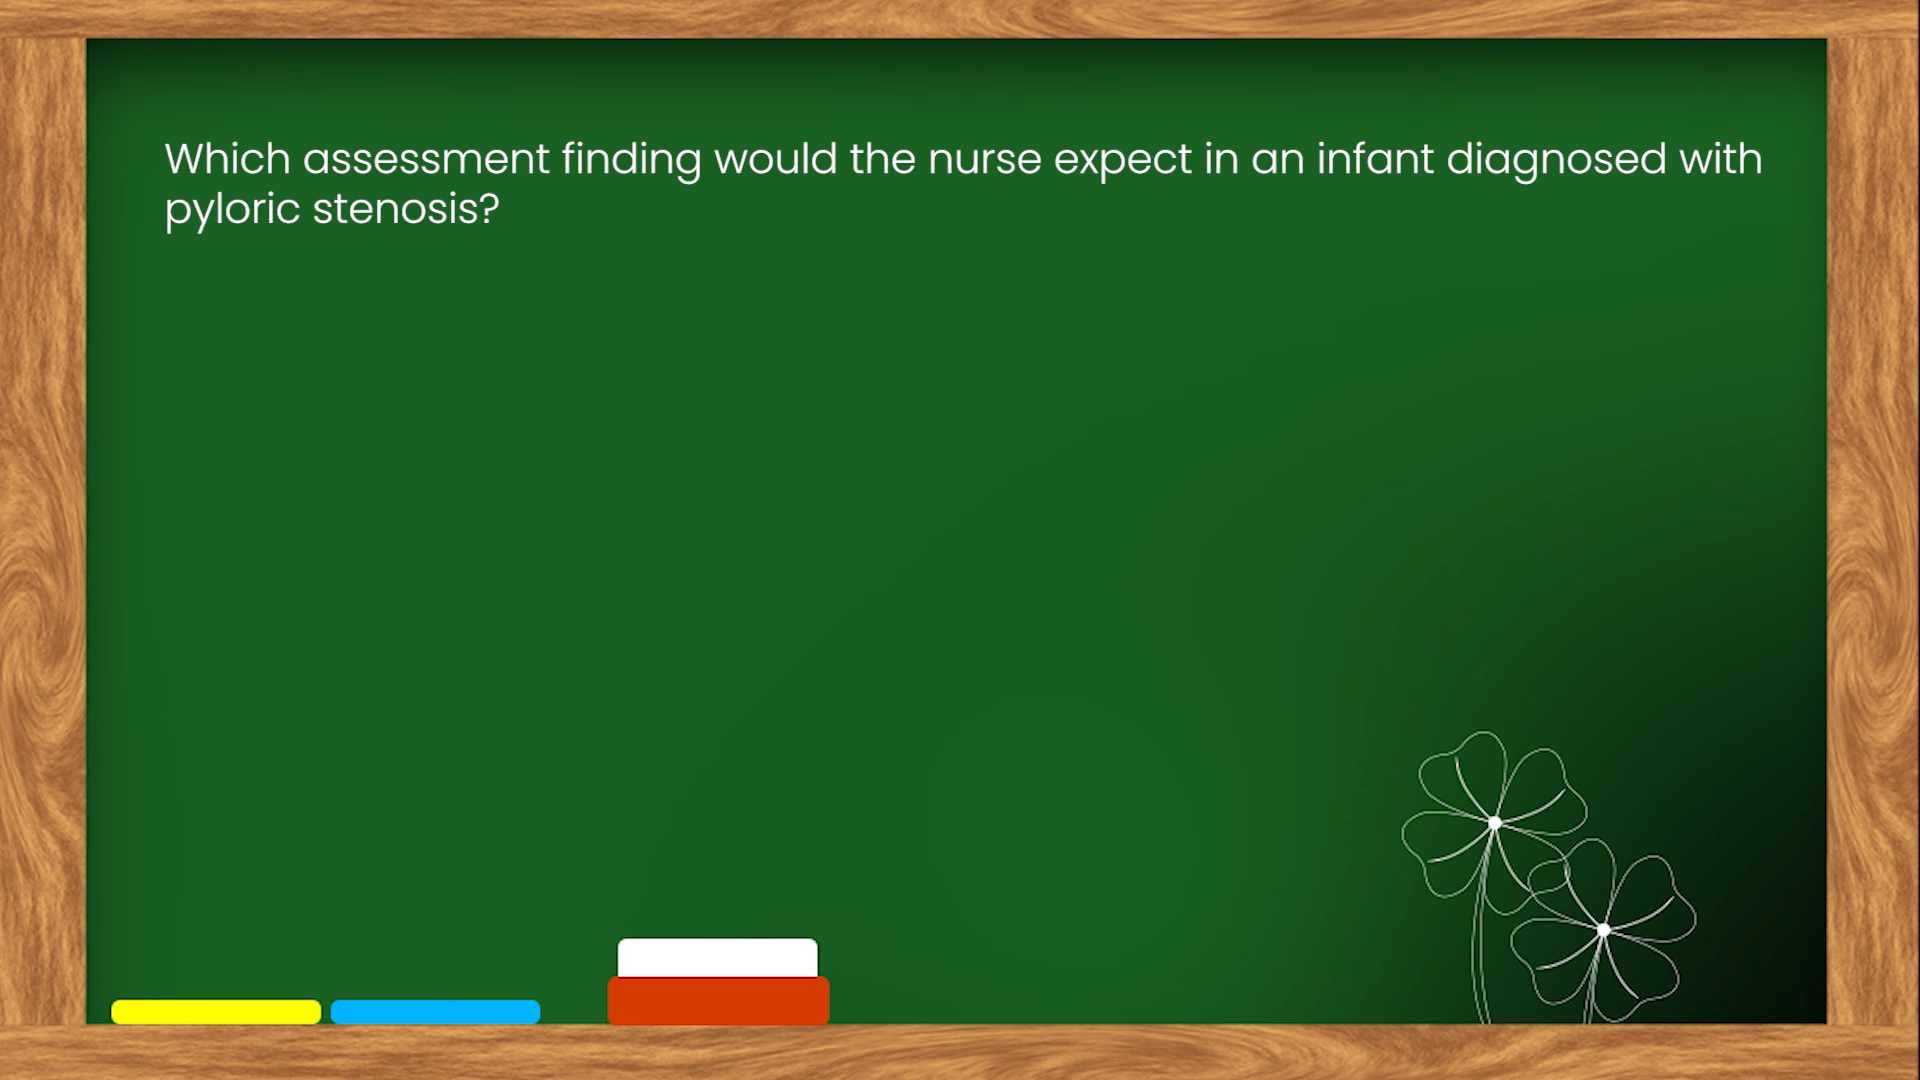 Which assessment finding would the nurse expect in an infant diagnosed with
pyloric stenosis?